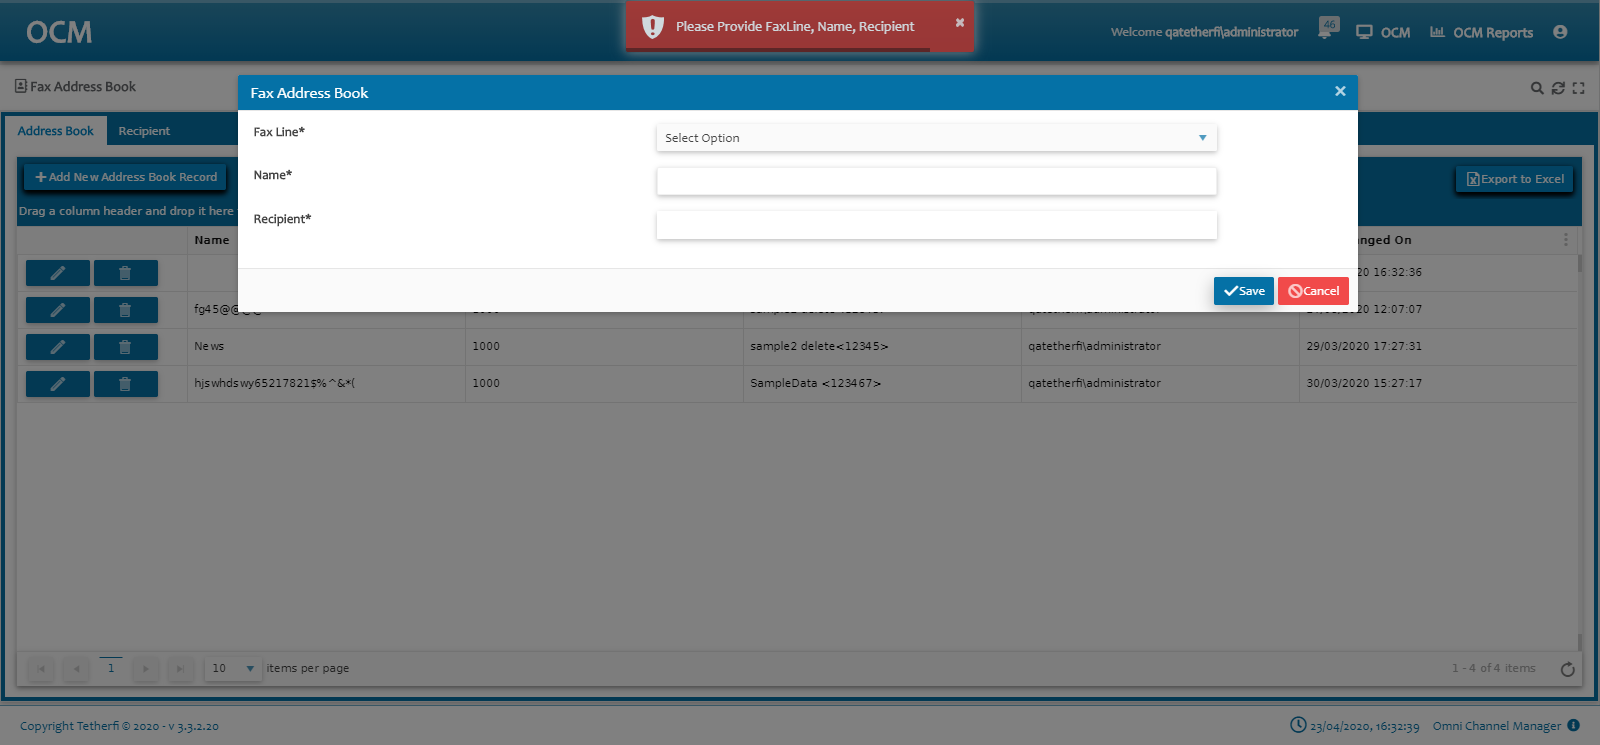 OCM
Please Provide FaxLine, Name, Recipient
Welcome qatetherfi\administrator
46
OCM
OCM Reports
Fax Address Book
Fax Address Book
Address Book
Recipient
Fax Line*
Select Option
Name*
Recipient*
Save
Cancel
Add New Address Book Record
Export to Excel
Drag a column header and drop it here
Name
nged On
20 16:32:36
fg45@@
12:07:07
News
1000
sample2 delete<12345>
qatetherfi\administrator
29/03/2020 17:27:31
hjswhdswy65217821$%^&*(
1000
SampleData <123467>
qatetherfi\administrator
30/03/2020 15:27:17
1
10
items per page
1 - 4 of 4 items
Copyright Tetherfi © 2020 - v 3.3.2.20
23/04/2020, 16:32:39
Omni Channel Manager